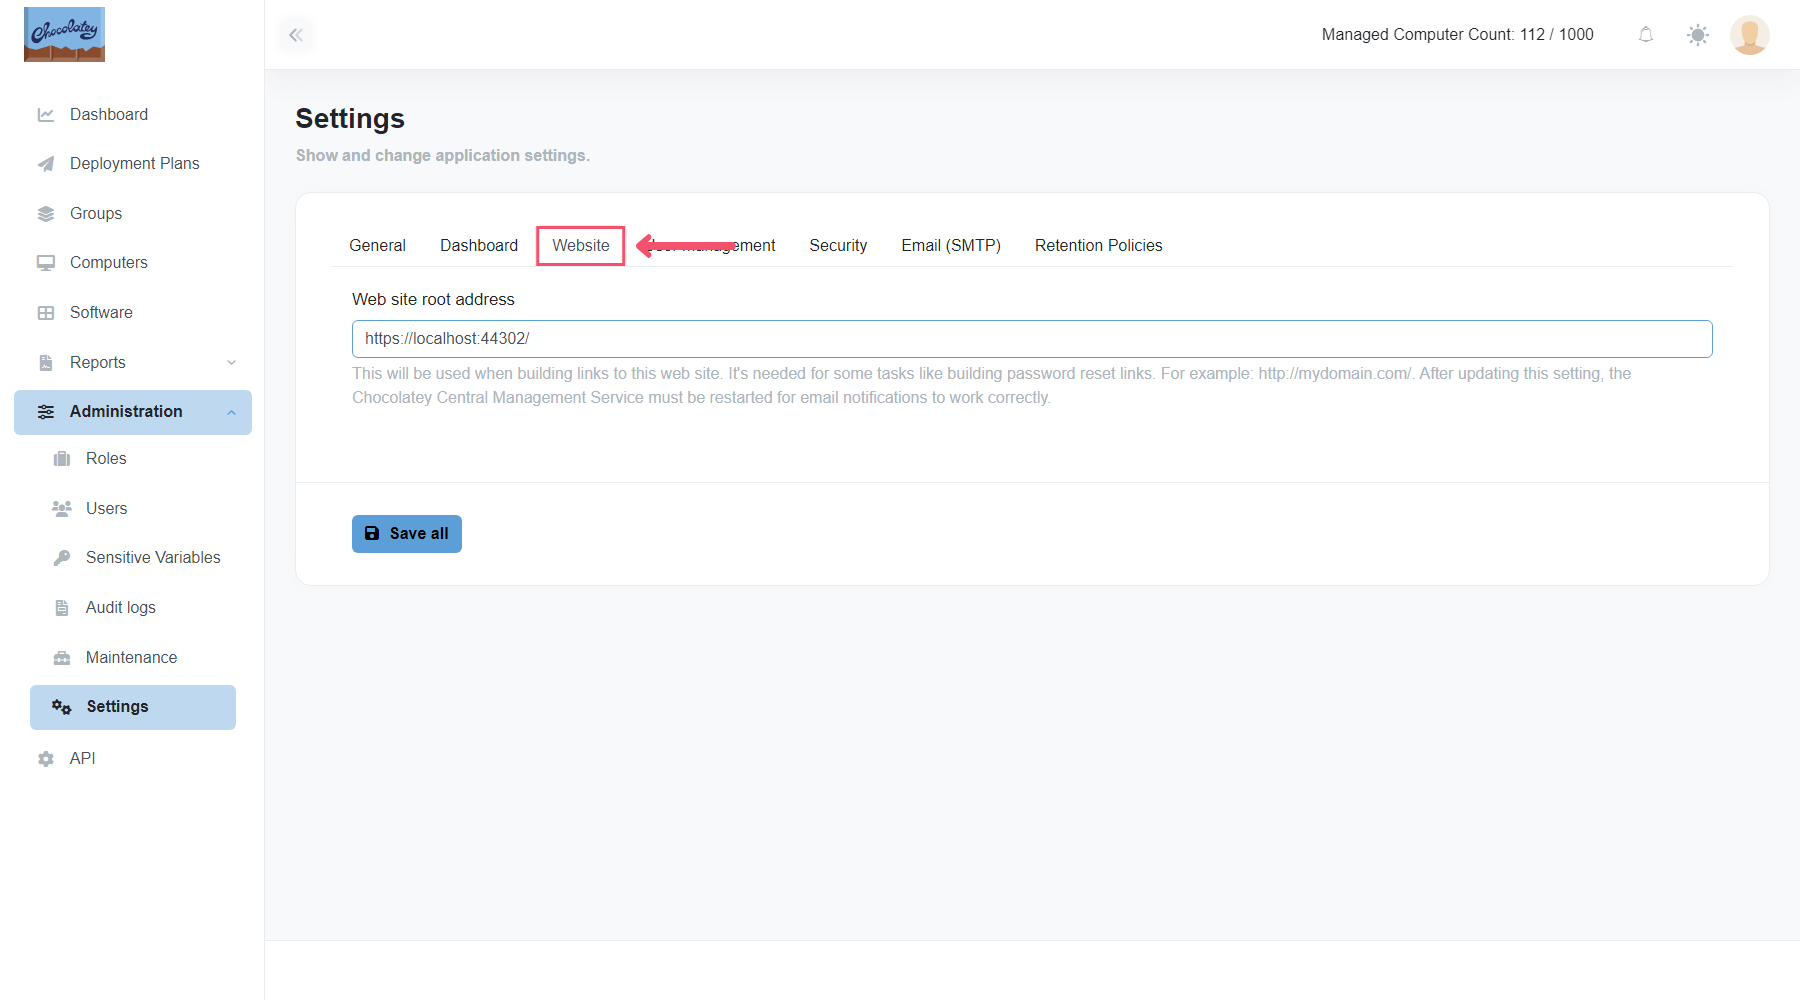 Chocolatey
Managed Computer Count: 112 / 1000
Dashboard
Deployment Plans
Groups
Computers
Software
Reports
Administration
Roles
Users
Sensitive Variables
Audit logs
Maintenance
Settings
API
Settings
Show and change application settings.
General Dashboard Website User Management Security Email (SMTP) Retention Policies
Web site root address
https://localhost:44302/
This will be used when building links to this web site. It's needed for some tasks like building password reset links. For example: http://mydomain.com/. After updating this setting, the
Chocolatey Central Management Service must be restarted for email notifications to work correctly.
Save all